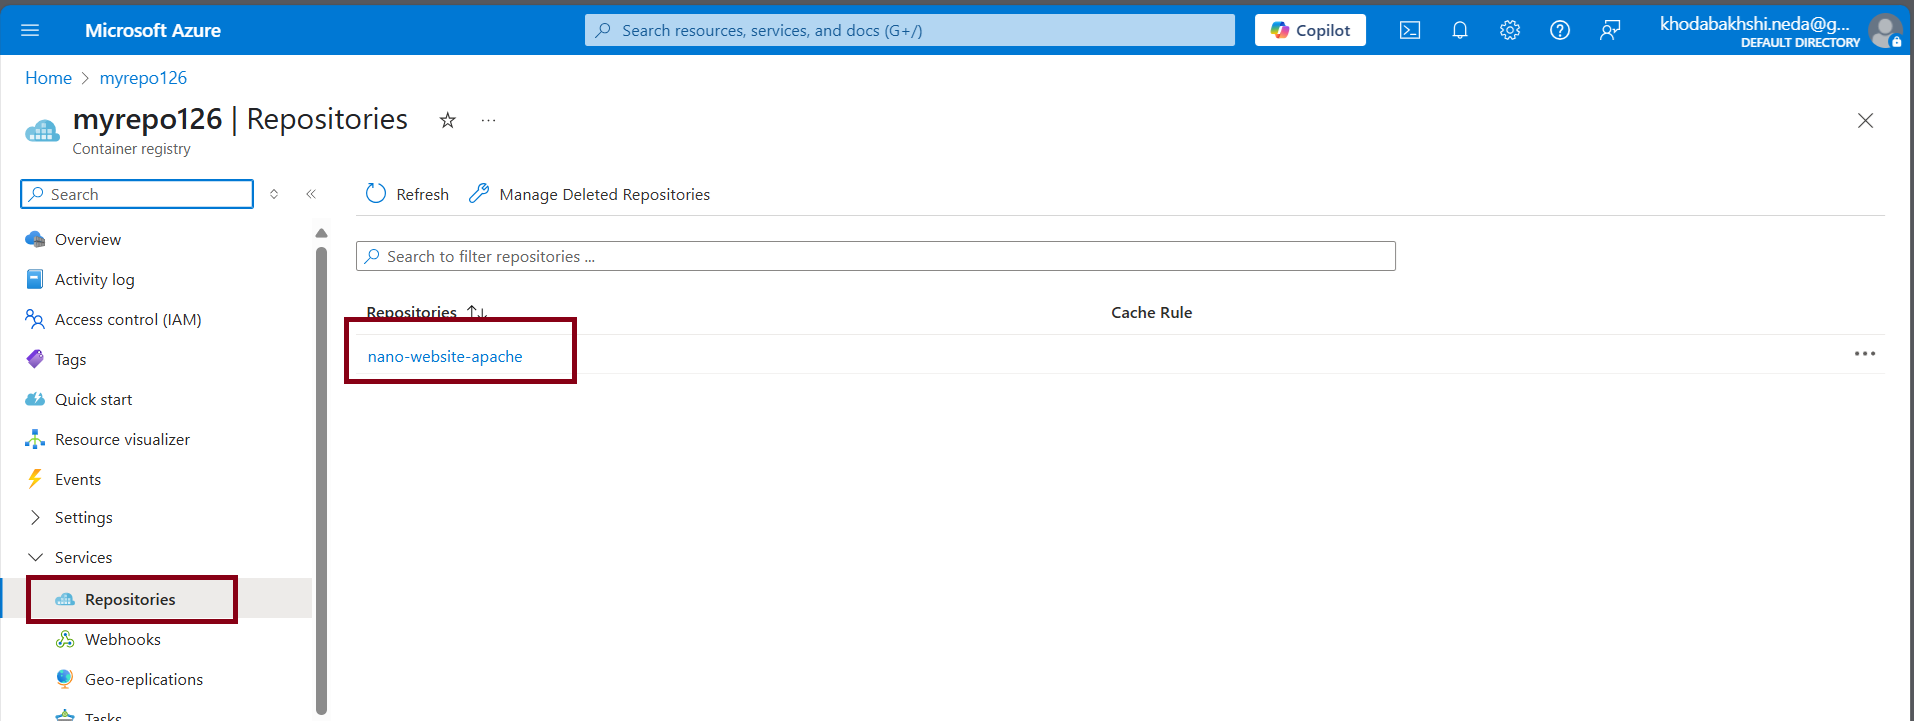 Microsoft Azure
Search resources, services, and docs (G+/)
Copilot
khodabakhshi.neda@g...
DEFAULT DIRECTORY
Home > myrepo126
myrepo126 | Repositories
...
Container registry
Search
Refresh
Manage Deleted Repositories
Overview
Activity log
Access control (IAM)
Tags
Quick start
Resource visualizer
Events
Settings
Services
Repositories
Webhooks
Geo-replications
Tasks
Search to filter repositories ...
Repositories
Cache Rule
nano-website-apache